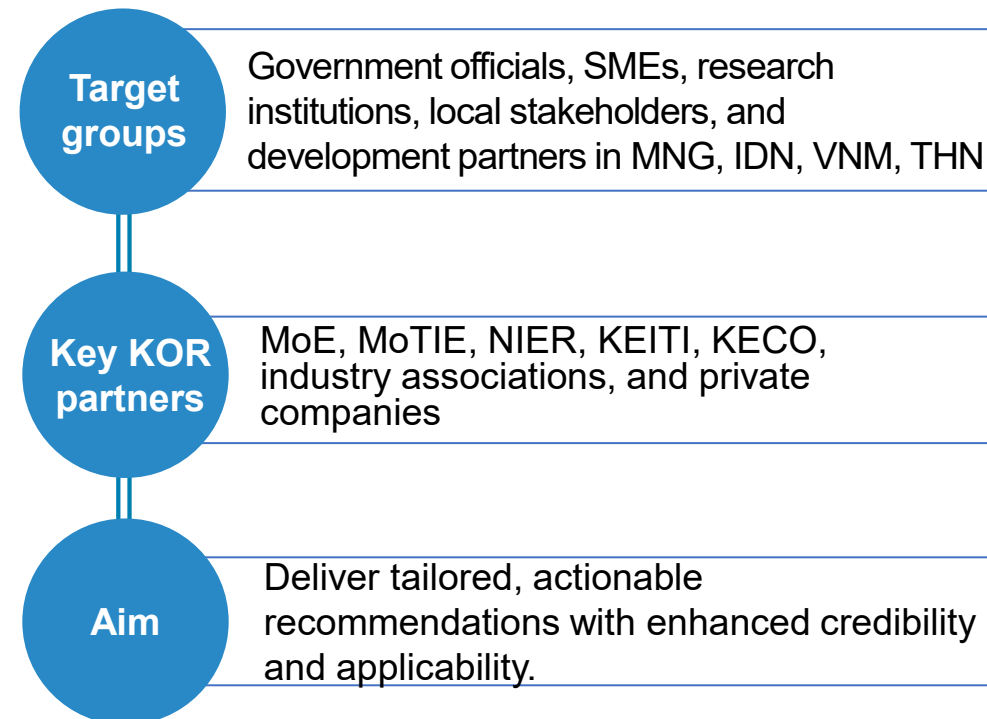 Target
groups
Government officials, SMEs, research
institutions, local stakeholders, and
development partners in MNG, IDN, VNM, THN
Key KOR
partners
MoE, MoTIE, NIER, KEITI, KECO,
industry associations, and private
companies
Aim
Deliver tailored, actionable
recommendations with enhanced credibility
and applicability.